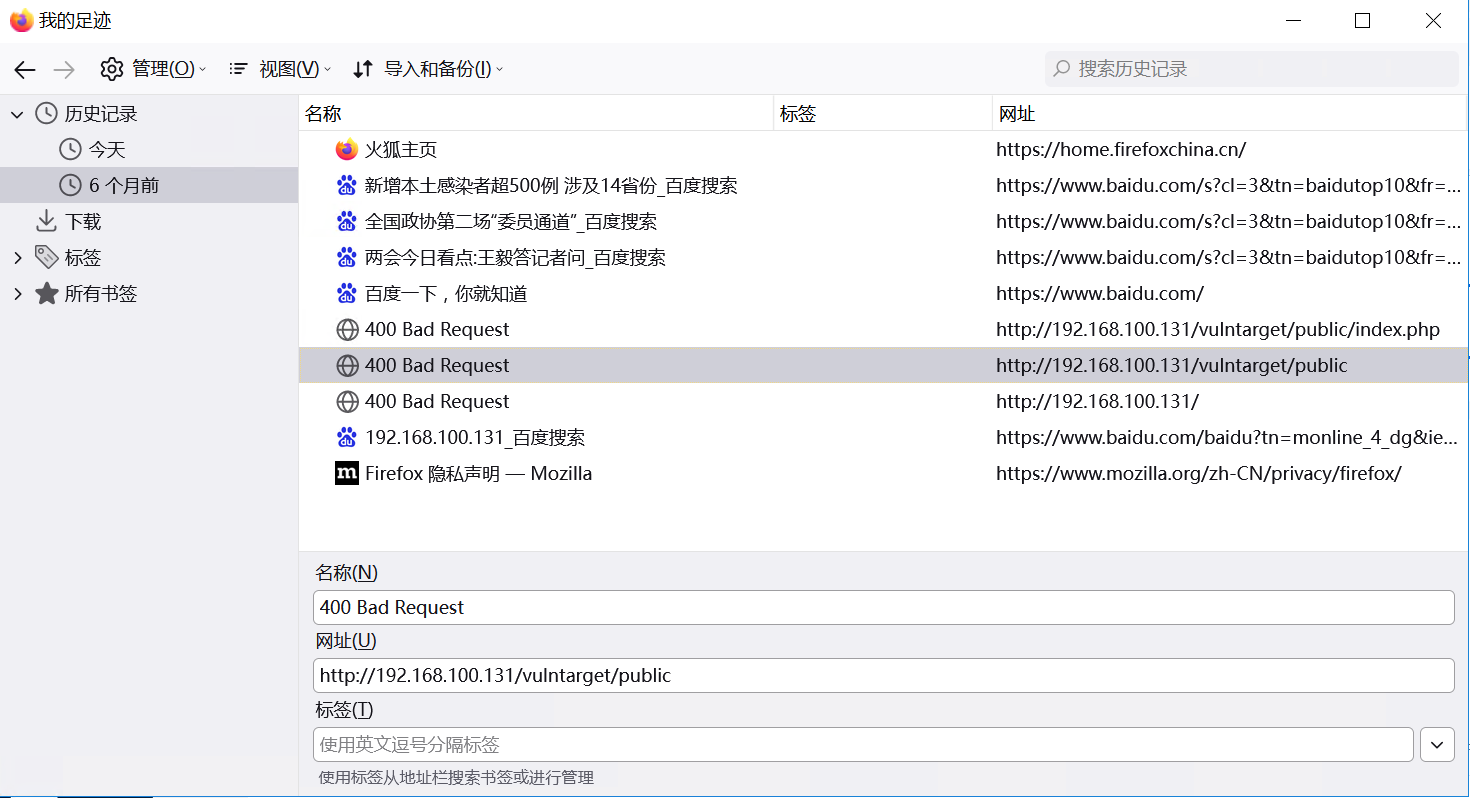 我的足迹
管理(O) 视图(V) 导入和备份(I) 搜索历史记录
历史记录
今天
6 个月前
下载
标签
所有书签
名称 标签 网址
火狐主页 https://home.firefoxchina.cn/
新增本土感染者超500例 涉及14省份_百度搜索 https://www.baidu.com/s?cl=3&tn=baidutop10&fr=...
全国政协第二场“委员通道”_百度搜索 https://www.baidu.com/s?cl=3&tn=baidutop10&fr=...
两会今日看点:王毅答记者问_百度搜索 https://www.baidu.com/s?cl=3&tn=baidutop10&fr=...
百度一下，你就知道 https://www.baidu.com/
400 Bad Request http://192.168.100.131/vulntarget/public/index.php
400 Bad Request http://192.168.100.131/vulntarget/public
400 Bad Request http://192.168.100.131/
192.168.100.131_百度搜索 https://www.baidu.com/baidu?tn=monline_4_dg&ie...
m Firefox 隐私声明 — Mozilla https://www.mozilla.org/zh-CN/privacy/firefox/
名称(N)
400 Bad Request
网址(U)
http://192.168.100.131/vulntarget/public
标签(T)
使用英文逗号分隔标签
使用标签从地址栏搜索书签或进行管理